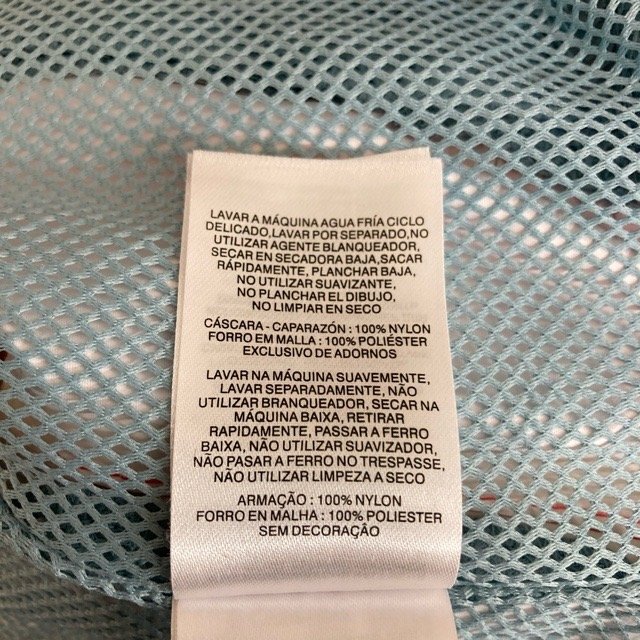 LAVAR A MÁQUINA AGUA FRÍA CICLO
DELICADO,LAVAR POR SEPARADO,NO
UTILIZAR AGENTE BLANQUEADOR,
SECAR EN SECADORA BAJA,SACAR
RÁPIDAMENTE, PLANCHAR BAJA,
NO UTILIZAR SUAVIZANTE,
NO PLANCHAR EL DIBUJO,
NO LIMPIAR EN SECO
CÁSCARA - CAPARAZÓN : 100% NYLON
FORRO EM MALLA : 100% POLIÉSTER
EXCLUSIVO DE ADORNOS
LAVAR NA MÁQUINA SUAVEMENTE,
LAVAR SEPARADAMENTE, NÃO
UTILIZAR BRANQUEADOR, SECAR NA
MÁQUINA BAIXA, RETIRAR
RAPIDAMENTE, PASSAR A FERRO
BAIXA, NÃO UTILIZAR SUAVIZADOR,
NÃO PASAR A FERRO NO TRESPASSE,
NÃO UTILIZAR LIMPEZA A SECO
ARMAÇÃO : 100% NYLON
FORRO EN MALHA : 100% POLIESTER
SEM DECORAÇÂO